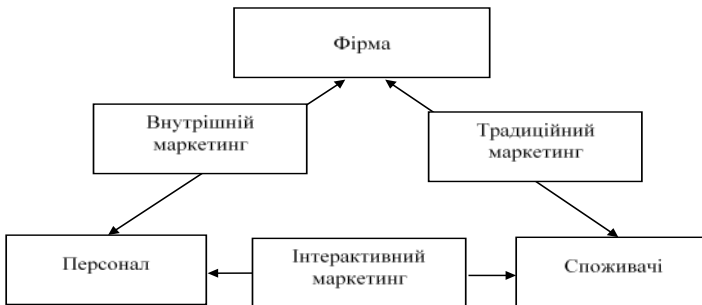 Фірма
Внутрішній
маркетинг
Традиційний
маркетинг
Персонал
Інтерактивний
маркетинг
Споживачі